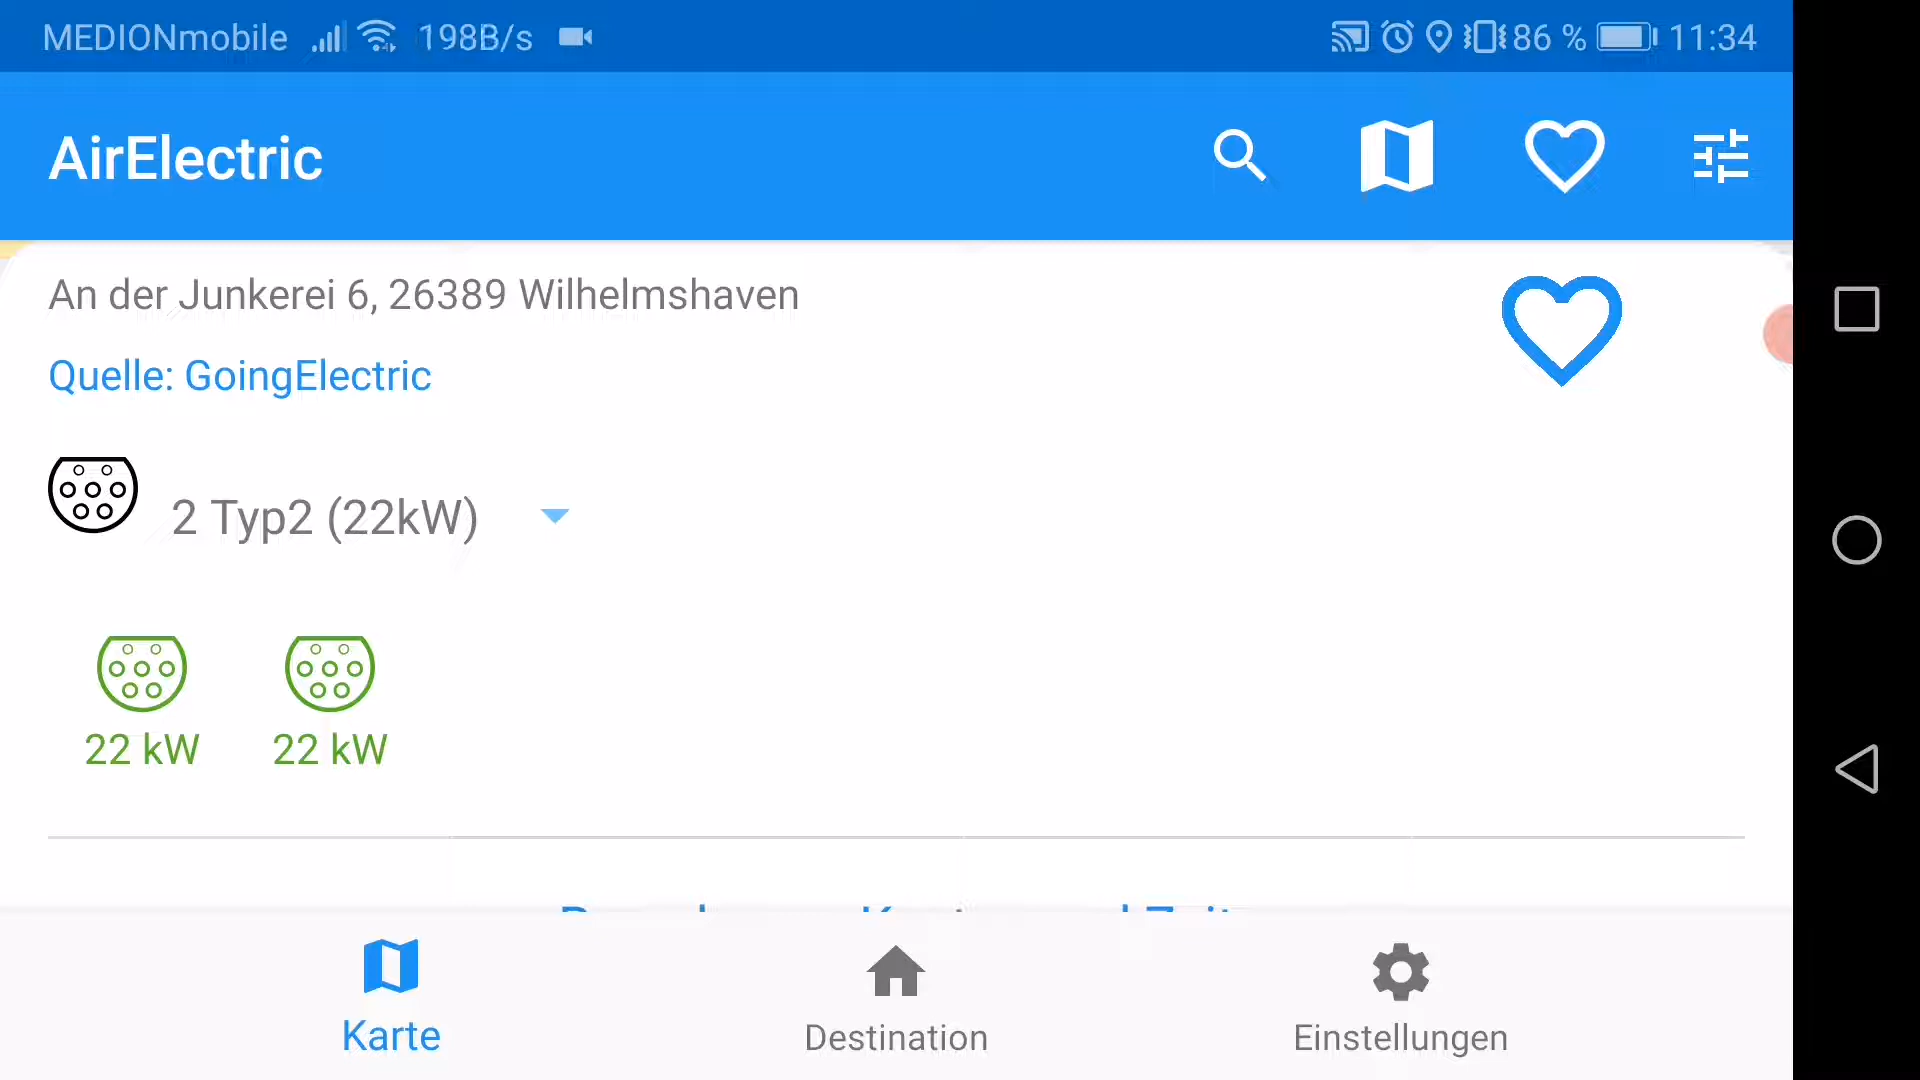 MEDIONmobile 198B/s 86 % 11:34
AirElectric
An der Junkerei 6, 26389 Wilhelmshaven
Quelle: GoingElectric
2 Typ2 (22kW)
22 kW 22 kW
Karte Destination Einstellungen